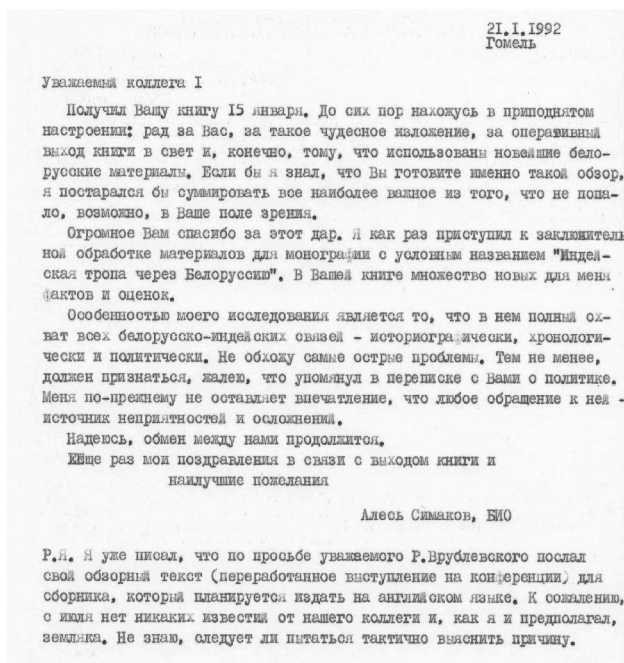 21.I.1992
Гомель
Уважаемый коллега I
Получил Вашу книгу 15 января. До сих пор нахожусь в приподнятом
настроении: рад за Вас, за такое чудесное изложение, за оперативный
выход книги в свет и, конечно, тому, что использованы новейшие бело-
русские материалы. Если бы я знал, что Вы готовите именно такой обзор,
я постарался бы суммировать все наиболее важное из того, что не попа-
ло, возможно, в Ваше поле зрения.
Огромное Вам спасибо за этот дар. Я как раз приступил к заключитель
ной обработке материалов для монографии с условным названием "Индей-
ская тропа через Белоруссию". В Вашей книге множество новых для меня
фактов и оценок.
Особенностью моего исследования является то, что в нем полный ох-
ват всех белорусско-индейских связей - историографически, хронологи-
чески и политически. Не обхожу самые острые проблемы. Тем не менее,
должен признаться, жалею, что упомянул в переписке с Вами о политике.
Меня по-прежнему не оставляет впечатление, что любое обращение к ней -
источник неприятностей и осложнений.
Надеюсь, обмен между нами продолжится.
Еще раз мои поздравления в связи с выходом книги и
наилучшие пожелания
Алесь Симаков, БИО
Р.Я. Я уже писал, что по просьбе уважаемого Р.Врублевского послал
свой обзорный текст (переработанное выступление на конференции) для
сборника, который планируется издать на английском языке. К сожалению,
с июля нет никаких известий от нашего коллеги и, как я и предполагал,
земляка. Не знаю, следует ли пытаться тактично выяснить причину.